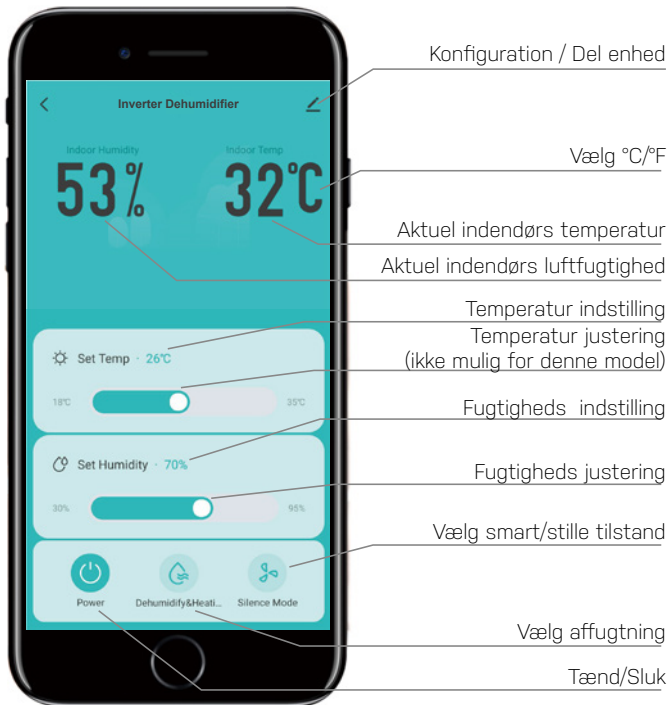 Konfiguration / Del enhed
Inverter Dehumidifier
Indoor Humidity
Indoor Temp
53%
32°C
Vælg °C/°F
Aktuel indendørs temperatur
Aktuel indendørs luftfugtighed
Temperatur indstilling
Temperatur justering
(ikke mulig for denne model)
Set Temp · 26°C
18°C
35°C
Fugtigheds indstilling
Set Humidity · 70%
Fugtigheds justering
30%
95%
Vælg smart/stille tilstand
Power
Dehumidify&Heati...
Silence Mode
Vælg affugtning
Tænd/Sluk